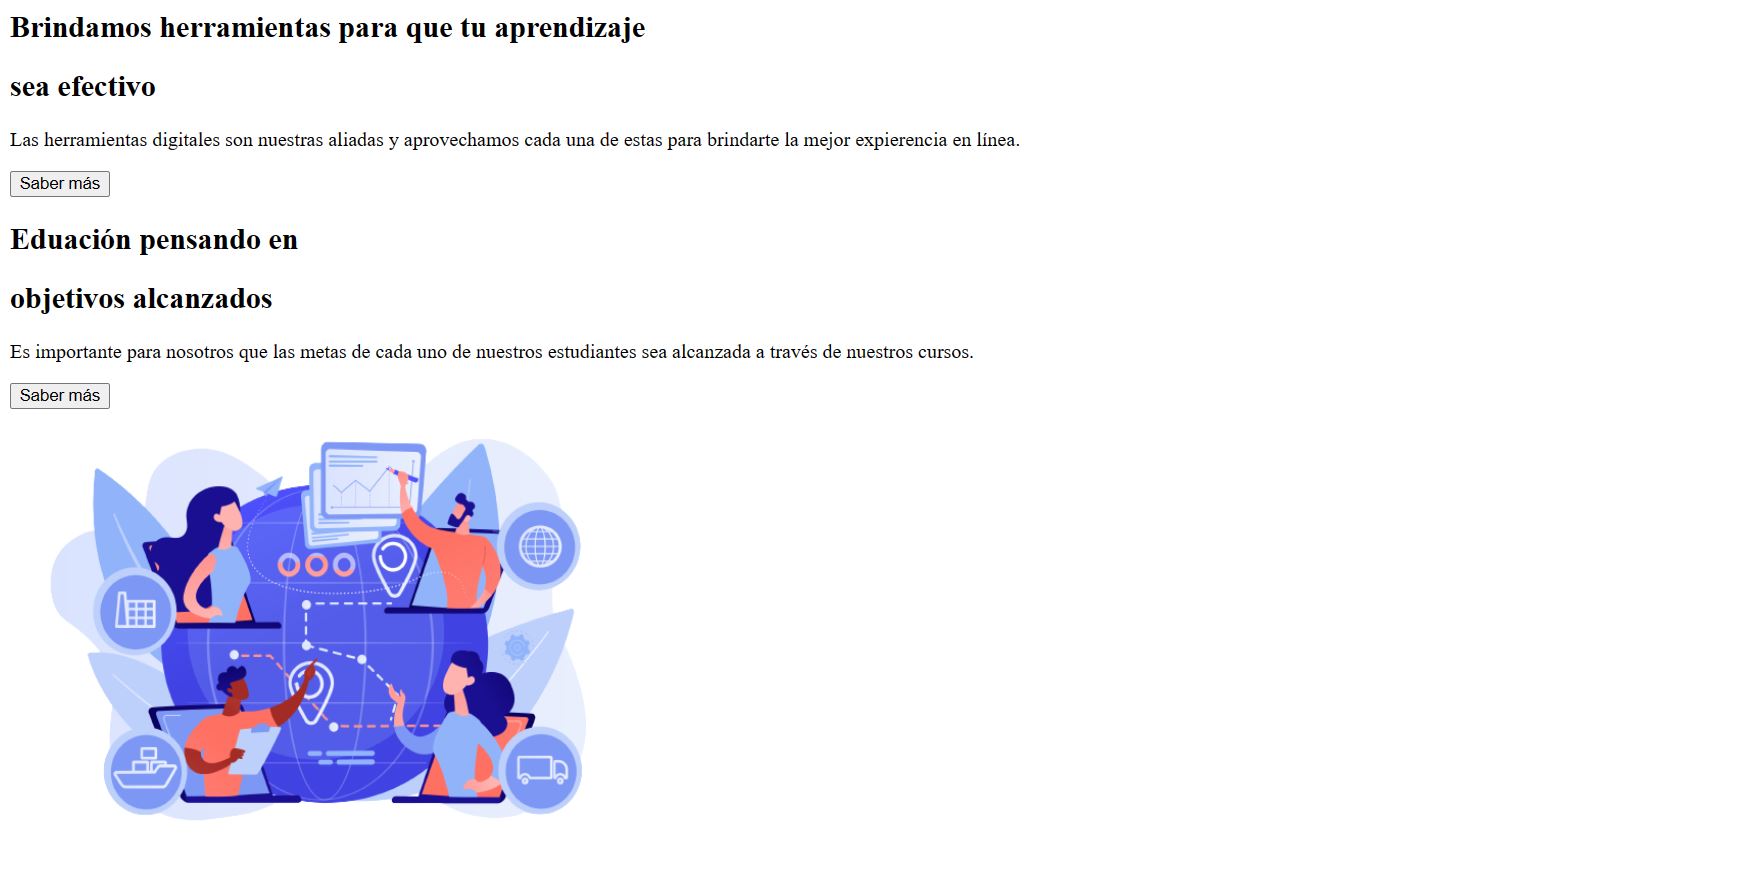 Brindamos herramientas para que tu aprendizaje
sea efectivo
Las herramientas digitales son nuestras aliadas y aprovechamos cada una de estas para brindarte la mejor expierencia en línea.
Saber más
Eduación pensando en
objetivos alcanzados
Es importante para nosotros que las metas de cada uno de nuestros estudiantes sea alcanzada a través de nuestros cursos.
Saber más